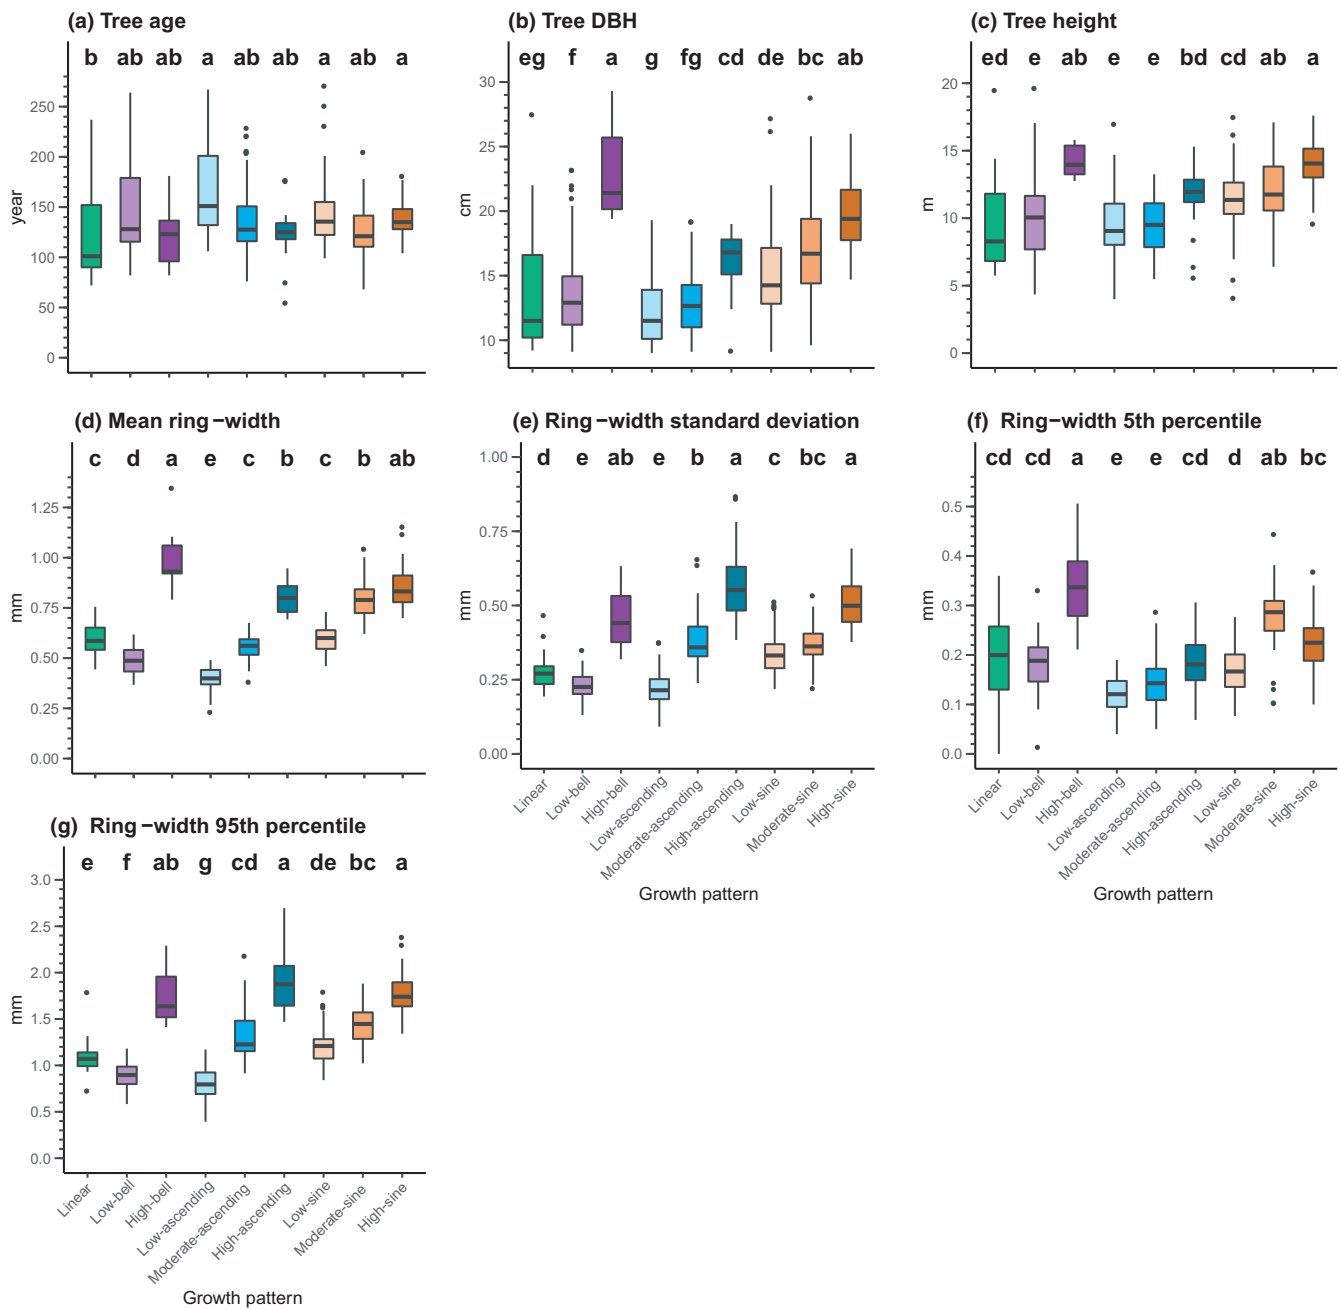 (a) Tree age
b ab ab a ab ab a ab a
250
200
150
100
50
0
year
(b) Tree DBH
eg f a g fg cd de bc ab
30
20
15
10
cm
(c) Tree height
ed e ab e e bd cd ab a
20
15
10
5
0
m
(d) Mean ring−width
c d a e c b c b ab
1.25
1.00
0.75
0.50
0.25
0.00
mm
(e) Ring−width standard deviation
d e ab e b a c bc a
1.00
0.75
0.50
0.25
0.00
mm
Linear
Low-bell
High-bell
Low-ascending
Moderate-ascending
High-ascending
Low-sine
Moderate-sine
High-sine
Growth pattern
(f) Ring−width 5th percentile
cd cd a e e cd d ab bc
0.5
0.4
0.3
0.2
0.1
0.0
mm
Linear
Low-bell
High-bell
Low-ascending
Moderate-ascending
High-ascending
Low-sine
Moderate-sine
High-sine
Growth pattern
(g) Ring−width 95th percentile
e f ab g cd a de bc a
3.0
2.5
2.0
1.5
1.0
0.5
0.0
mm
Linear
Low-bell
High-bell
Low-ascending
Moderate-ascending
High-ascending
Low-sine
Moderate-sine
High-sine
Growth pattern